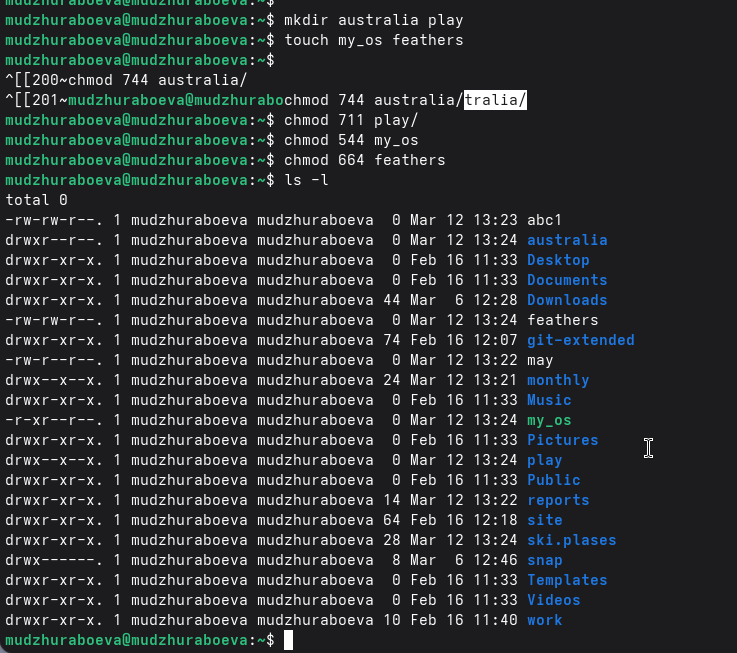 mudzhuraboeva@mudzhuraboeva:~$
mudzhuraboeva@mudzhuraboeva:~$ mkdir australia play
mudzhuraboeva@mudzhuraboeva:~$ touch my_os feathers
mudzhuraboeva@mudzhuraboeva:~$
^[[200~chmod 744 australia/
^[[201~mudzhuraboeva@mudzhurabochmod 744 australia/tralia/
mudzhuraboeva@mudzhuraboeva:~$ chmod 711 play/
mudzhuraboeva@mudzhuraboeva:~$ chmod 544 my_os
mudzhuraboeva@mudzhuraboeva:~$ chmod 664 feathers
mudzhuraboeva@mudzhuraboeva:~$ ls -l
total 0
-rw-rw-r--. 1 mudzhuraboeva mudzhuraboeva  0 Mar 12 13:23 abc1
drwxr--r--. 1 mudzhuraboeva mudzhuraboeva  0 Mar 12 13:24 australia
drwxr-xr-x. 1 mudzhuraboeva mudzhuraboeva  0 Feb 16 11:33 Desktop
drwxr-xr-x. 1 mudzhuraboeva mudzhuraboeva  0 Feb 16 11:33 Documents
drwxr-xr-x. 1 mudzhuraboeva mudzhuraboeva 44 Mar  6 12:28 Downloads
-rw-rw-r--. 1 mudzhuraboeva mudzhuraboeva  0 Mar 12 13:24 feathers
drwxr-xr-x. 1 mudzhuraboeva mudzhuraboeva 74 Feb 16 12:07 git-extended
-rw-r--r--. 1 mudzhuraboeva mudzhuraboeva  0 Mar 12 13:22 may
drwx--x--x. 1 mudzhuraboeva mudzhuraboeva 24 Mar 12 13:21 monthly
drwxr-xr-x. 1 mudzhuraboeva mudzhuraboeva  0 Feb 16 11:33 Music
-r-xr--r--. 1 mudzhuraboeva mudzhuraboeva  0 Mar 12 13:24 my_os
drwxr-xr-x. 1 mudzhuraboeva mudzhuraboeva  0 Feb 16 11:33 Pictures
drwx--x--x. 1 mudzhuraboeva mudzhuraboeva  0 Mar 12 13:24 play
drwxr-xr-x. 1 mudzhuraboeva mudzhuraboeva  0 Feb 16 11:33 Public
drwxr-xr-x. 1 mudzhuraboeva mudzhuraboeva 14 Mar 12 13:22 reports
drwxr-xr-x. 1 mudzhuraboeva mudzhuraboeva 64 Feb 16 12:18 site
drwxr-xr-x. 1 mudzhuraboeva mudzhuraboeva 28 Mar 12 13:24 ski.plases
drwx------. 1 mudzhuraboeva mudzhuraboeva  8 Mar  6 12:46 snap
drwxr-xr-x. 1 mudzhuraboeva mudzhuraboeva  0 Feb 16 11:33 Templates
drwxr-xr-x. 1 mudzhuraboeva mudzhuraboeva  0 Feb 16 11:33 Videos
drwxr-xr-x. 1 mudzhuraboeva mudzhuraboeva 10 Feb 16 11:40 work
mudzhuraboeva@mudzhuraboeva:~$